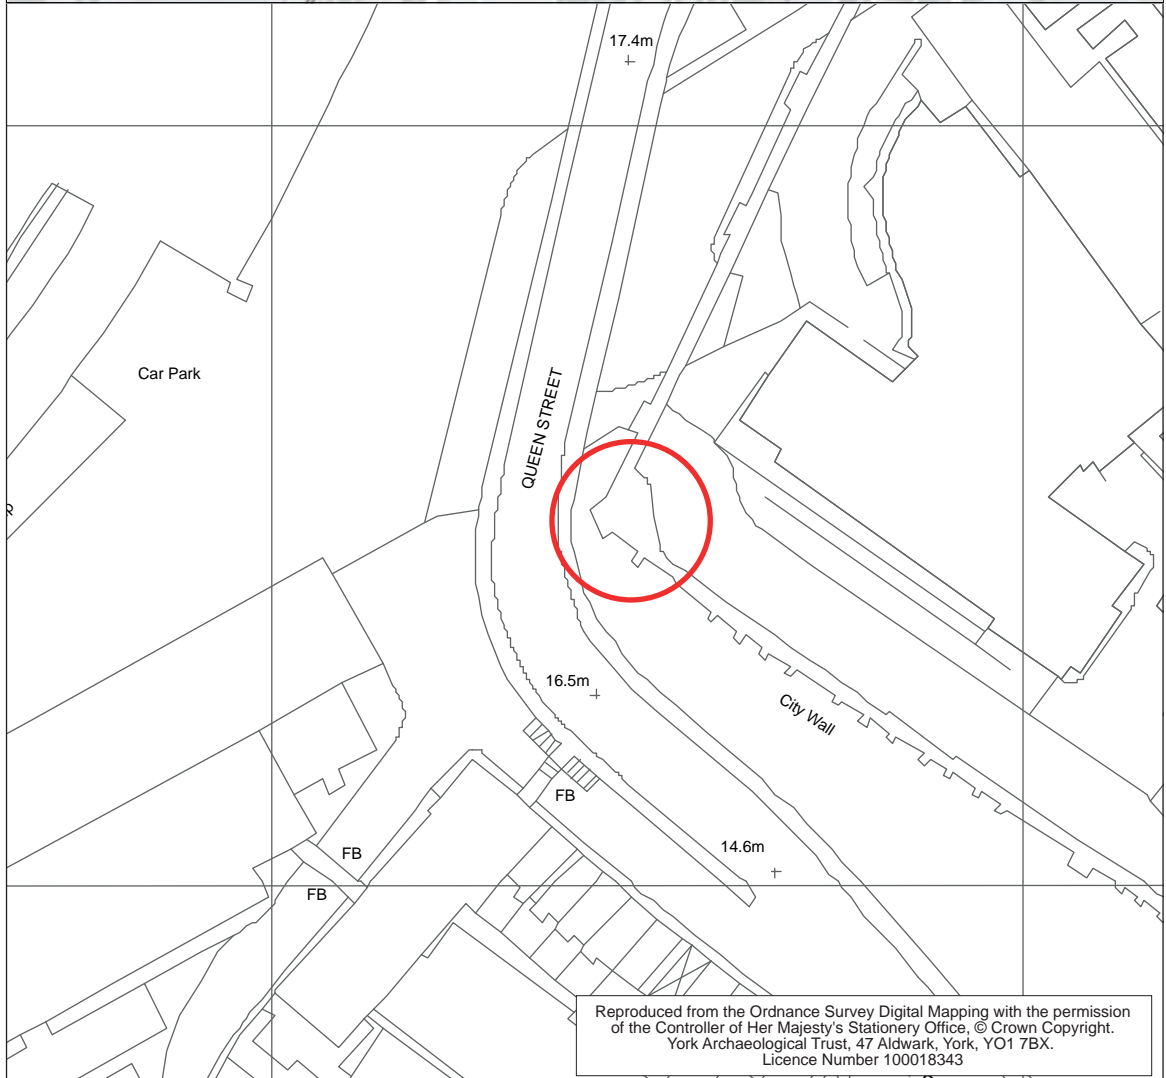 17.4m
Car Park
QUEEN STREET
16.5m
City Wall
FB
14.6m
FB
FB
Reproduced from the Ordnance Survey Digital Mapping with the permission
of the Controller of Her Majesty's Stationery Office, © Crown Copyright.
York Archaeological Trust, 47 Aldwark, York, YO1 7BX.
Licence Number 100018343